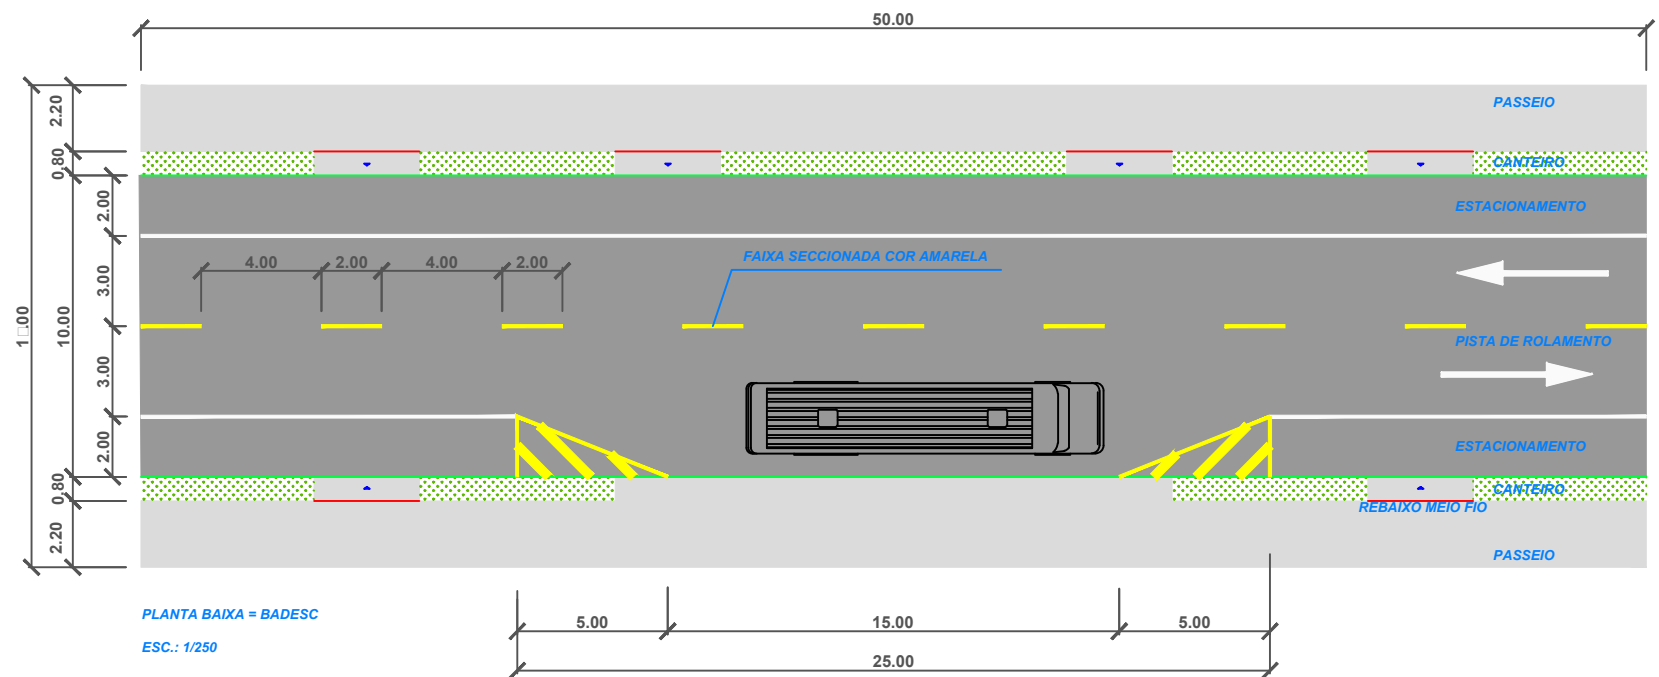 50.00
PASSEIO
2.20
0.80
CANTEIRO
2.00
ESTACIONAMENTO
FAIXA SECCIONADA COR AMARELA
4.00
2.00
4.00
2.00
3.00
10.00
PISTA DE ROLAMENTO
3.00
2.00
ESTACIONAMENTO
0.80
CANTEIRO
REBAIXO MEIO FIO
2.20
PASSEIO
PLANTA BAIXA = BADESC
ESC.: 1/250
5.00
15.00
5.00
25.00